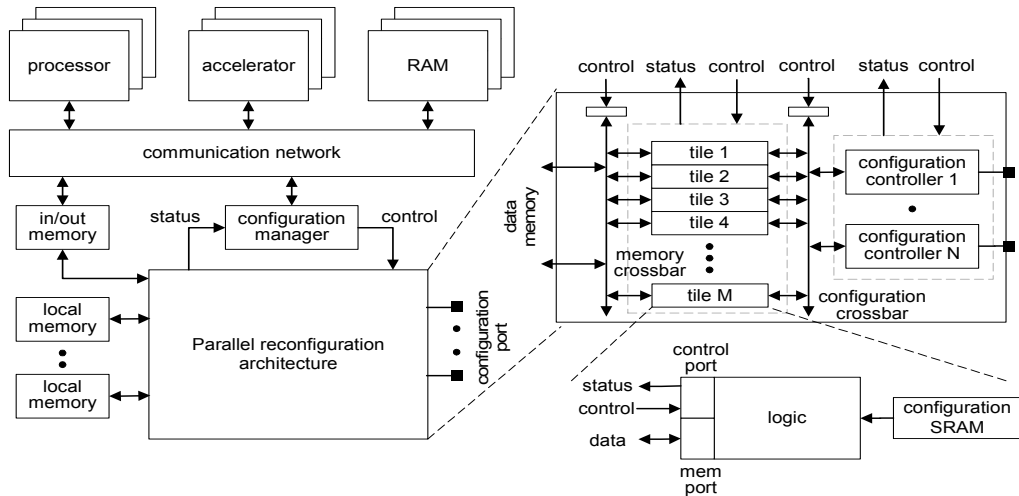 processor
accelerator
RAM
communication network
in/out
memory
status
configuration
manager
control
local
memory
local
memory
Parallel reconfiguration
architecture
configuration
port
control
status
control
control
status
control
data
memory
tile 1
tile 2
tile 3
tile 4
memory
crossbar
tile M
configuration
controller 1
configuration
controller N
configuration
crossbar
control
port
status
control
data
logic
mem
port
configuration
SRAM